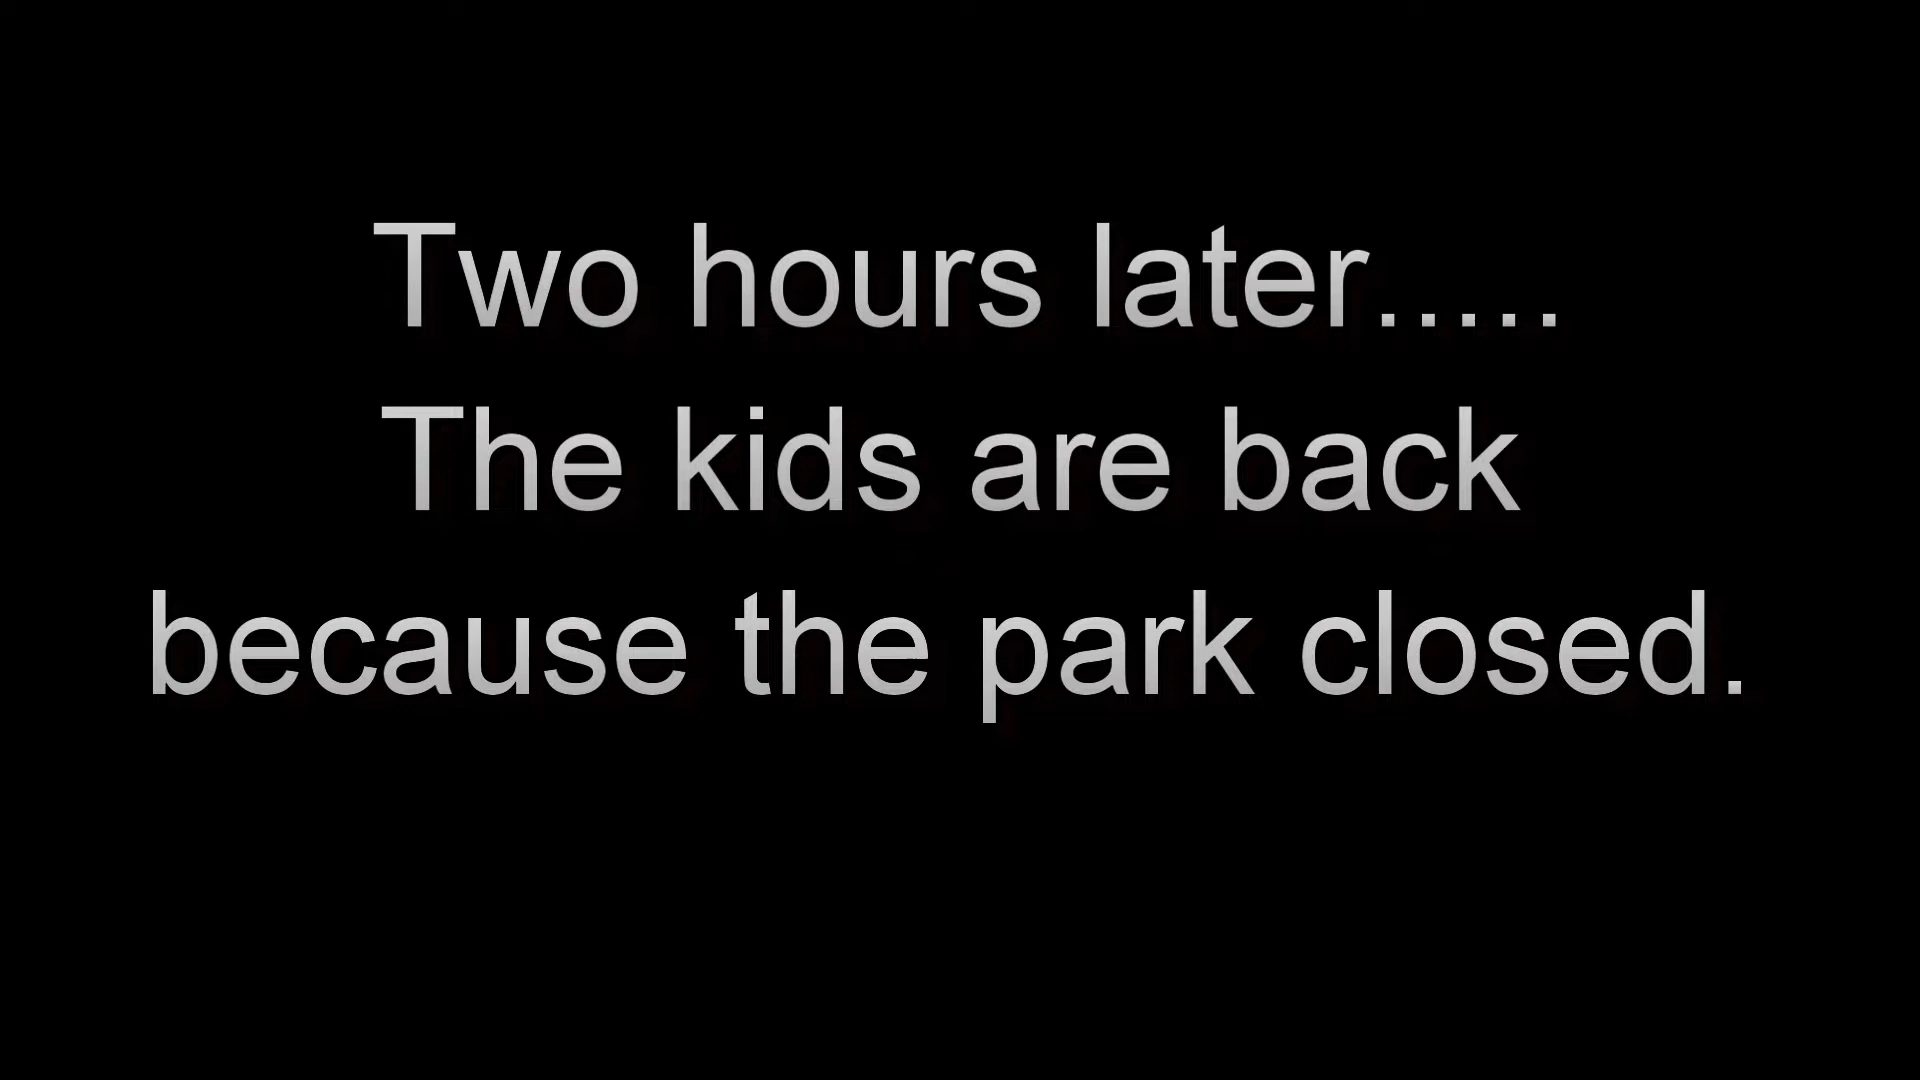 Two hours later.....
The kids are back
because the park closed.